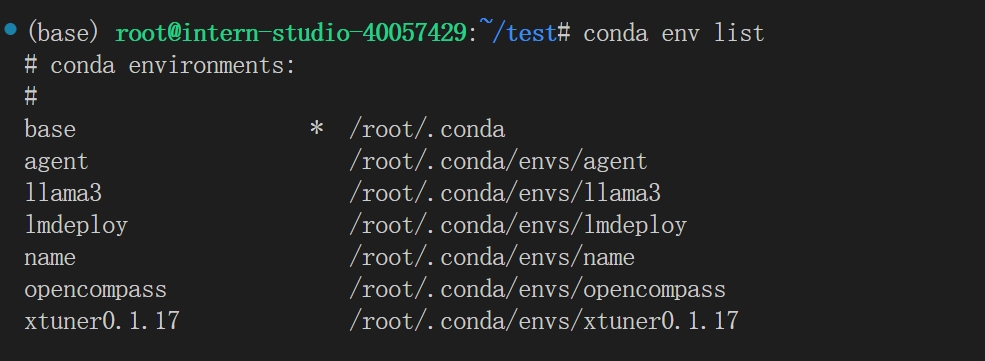 (base) root@intern-studio-40057429:~/test# conda env list
# conda environments:
#
base                  *  /root/.conda
agent                    /root/.conda/envs/agent
llama3                   /root/.conda/envs/llama3
lmdeploy                 /root/.conda/envs/lmdeploy
name                     /root/.conda/envs/name
opencompass              /root/.conda/envs/opencompass
xtuner0.1.17             /root/.conda/envs/xtuner0.1.17